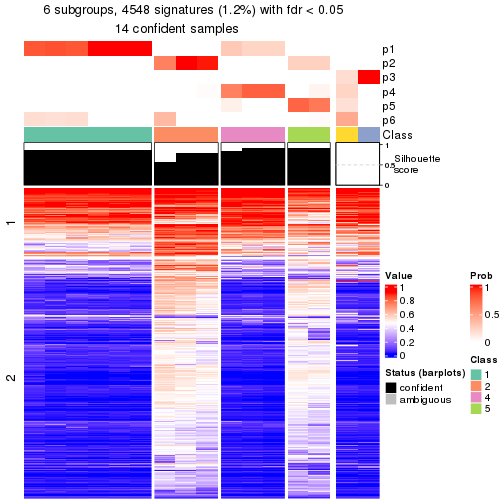 6 subgroups, 4548 signatures (1.2%) with fdr < 0.05
14 confident samples
p1
p2
p3
p4
p5
p6
Class
1
0.5
0
Silhouette
score
1
2
Value
1
0.8
0.6
0.4
0.2
0
Prob
1
0.5
0
Status (barplots)
confident
ambiguous
Class
1
2
4
5